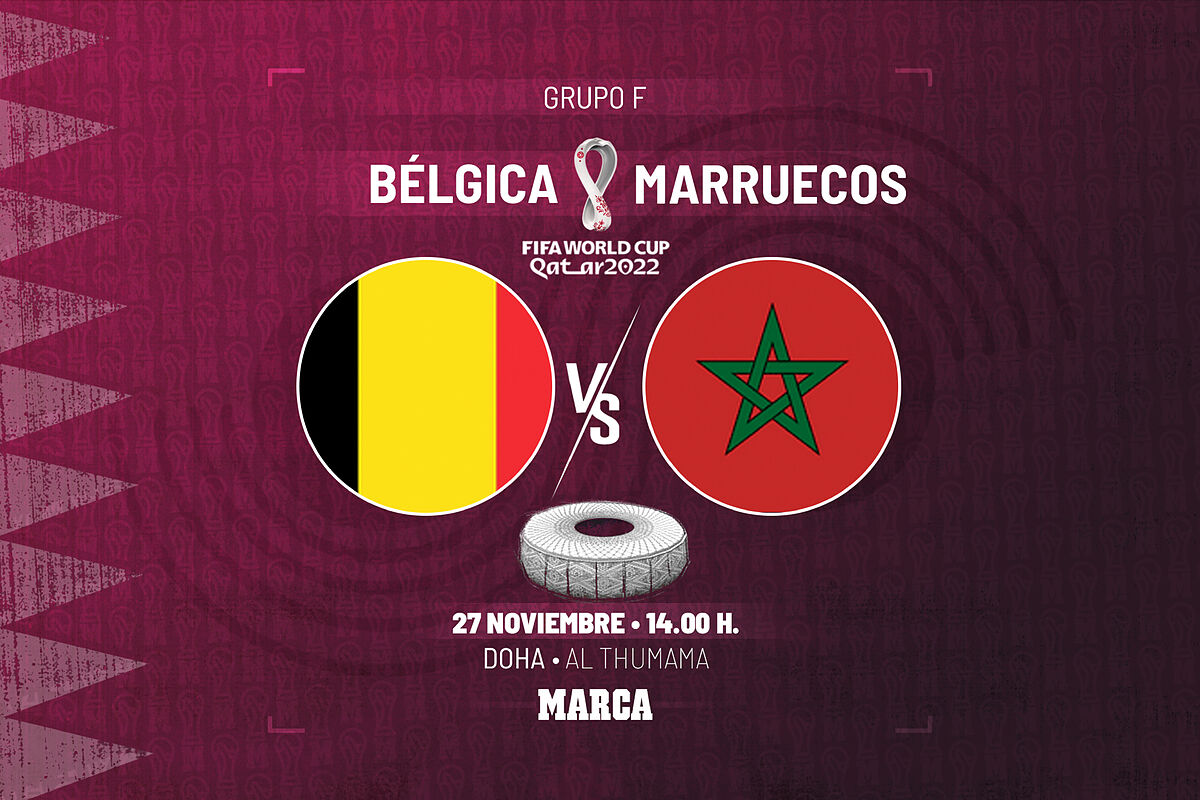 GRUPO F
BÉLGICA MARRUECOS
FIFA WORLD CUP
Qatar2022
VS
27 NOVIEMBRE • 14.00 H.
DOHA • AL THUMAMA
MARCA